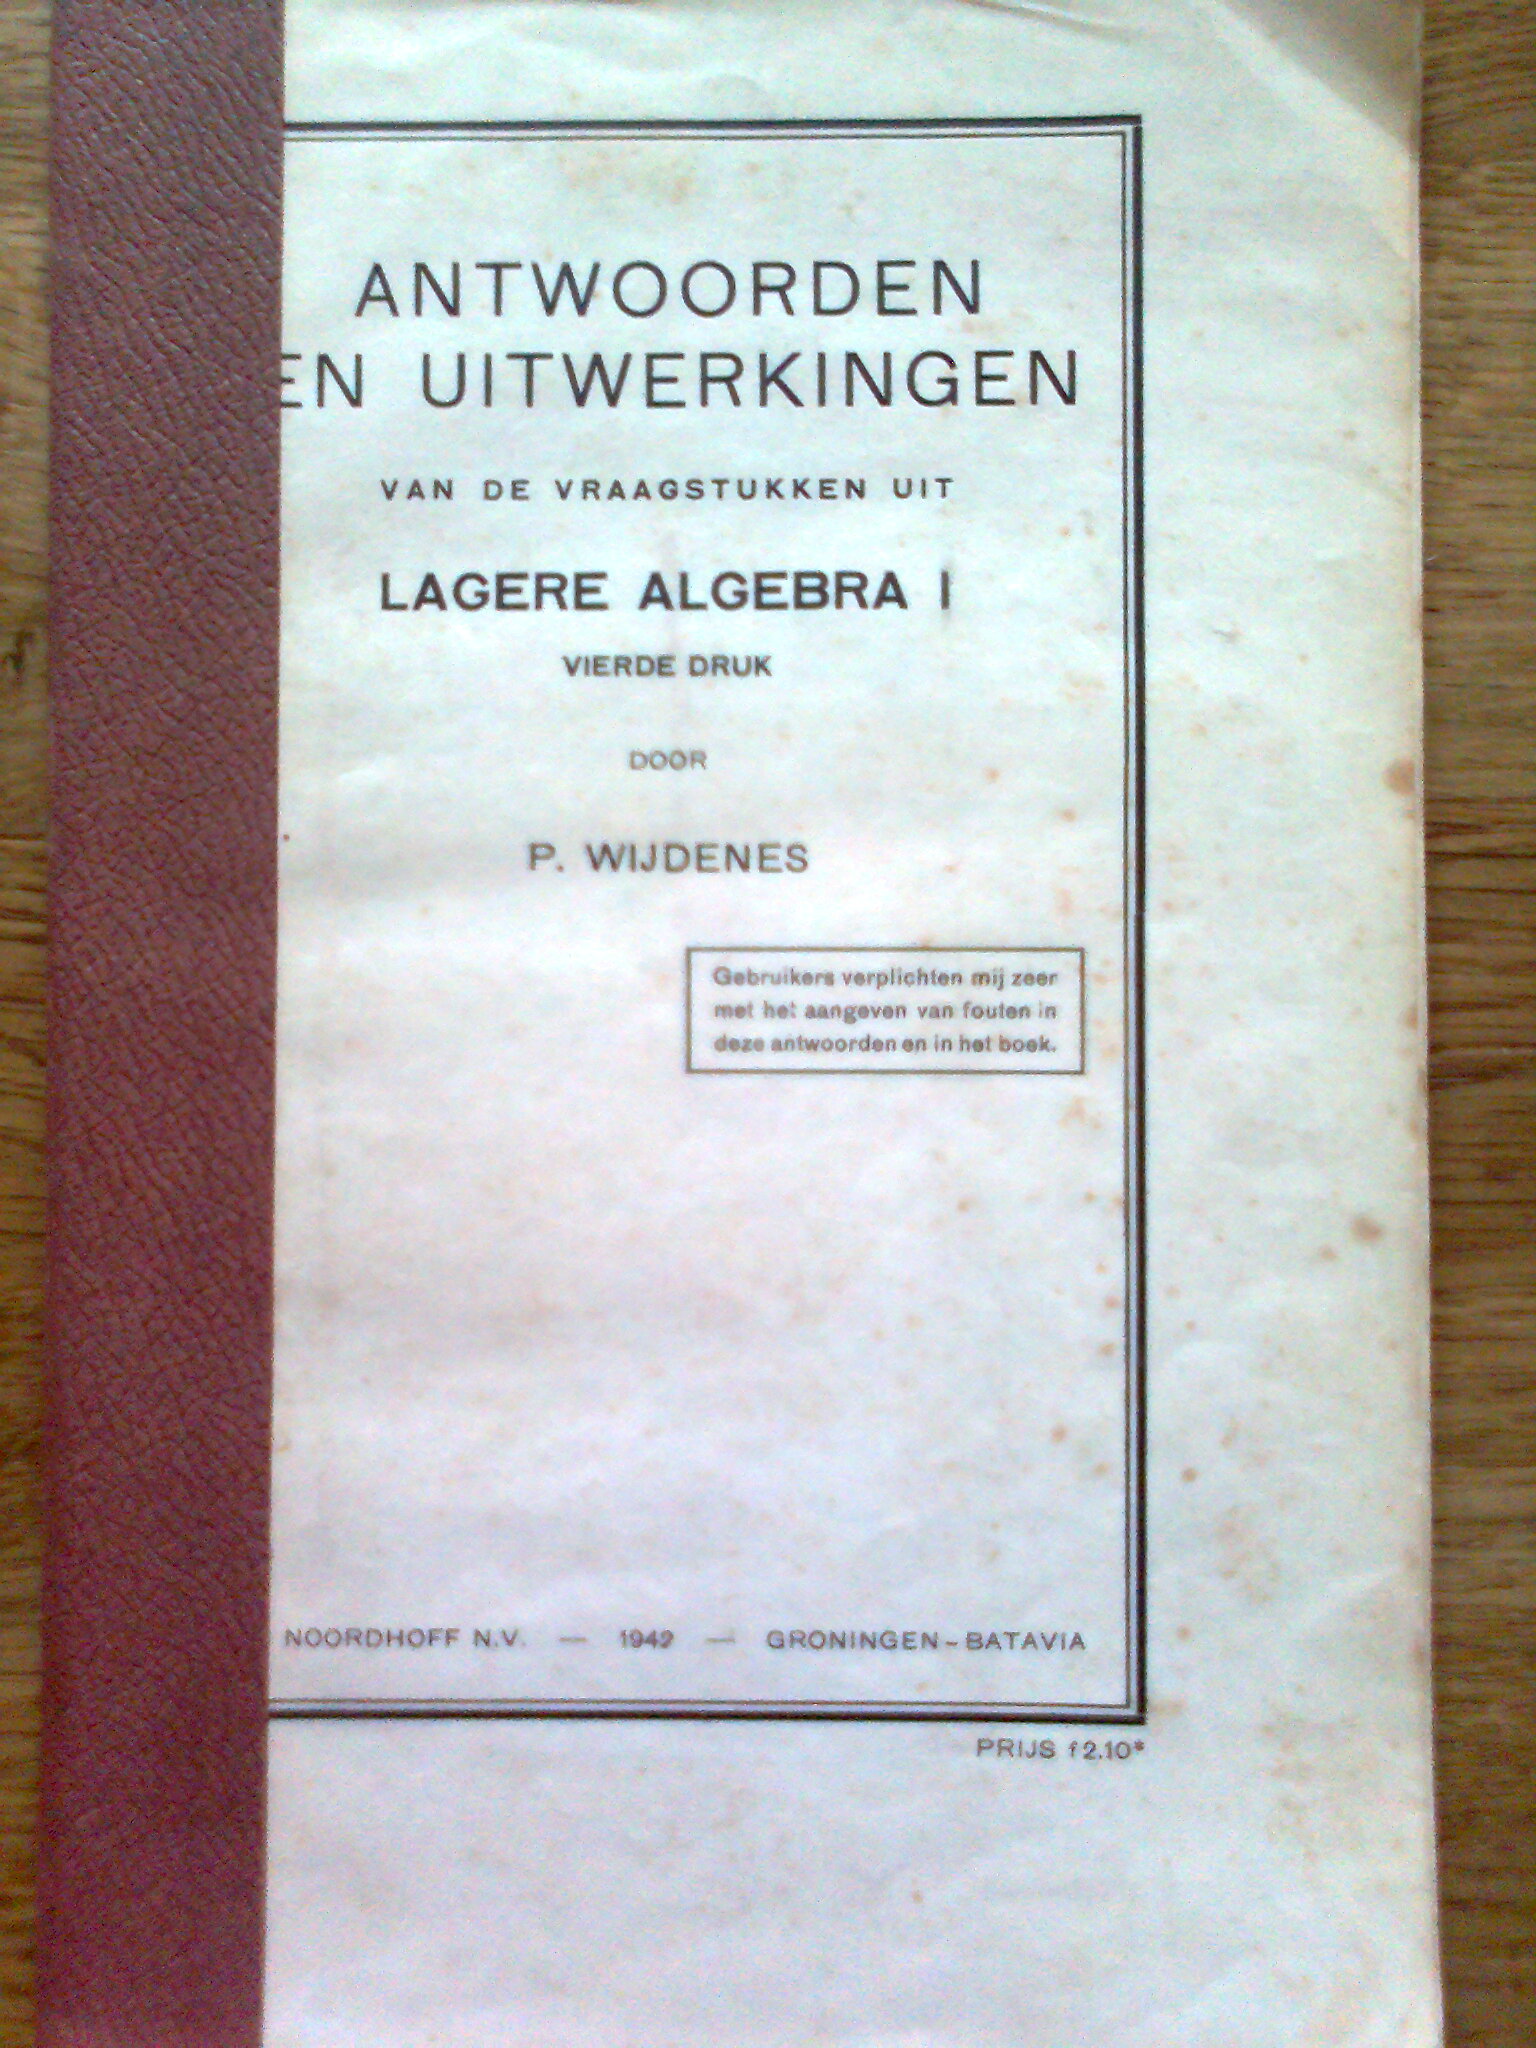 ANTWOORDEN
EN UITWERKINGEN
VAN DE VRAAGSTUKKEN UIT
LAGERE ALGEBRA I
VIERDE DRUK
DOOR
P. WIJDENES
Gebruikers verplichten mij zeer
met het aangeven van fouten in
deze antwoorden en in het boek.
NOORDHOFF N.V. — 1942 — GRONINGEN-BATAVIA
PRIJS f 2.10*